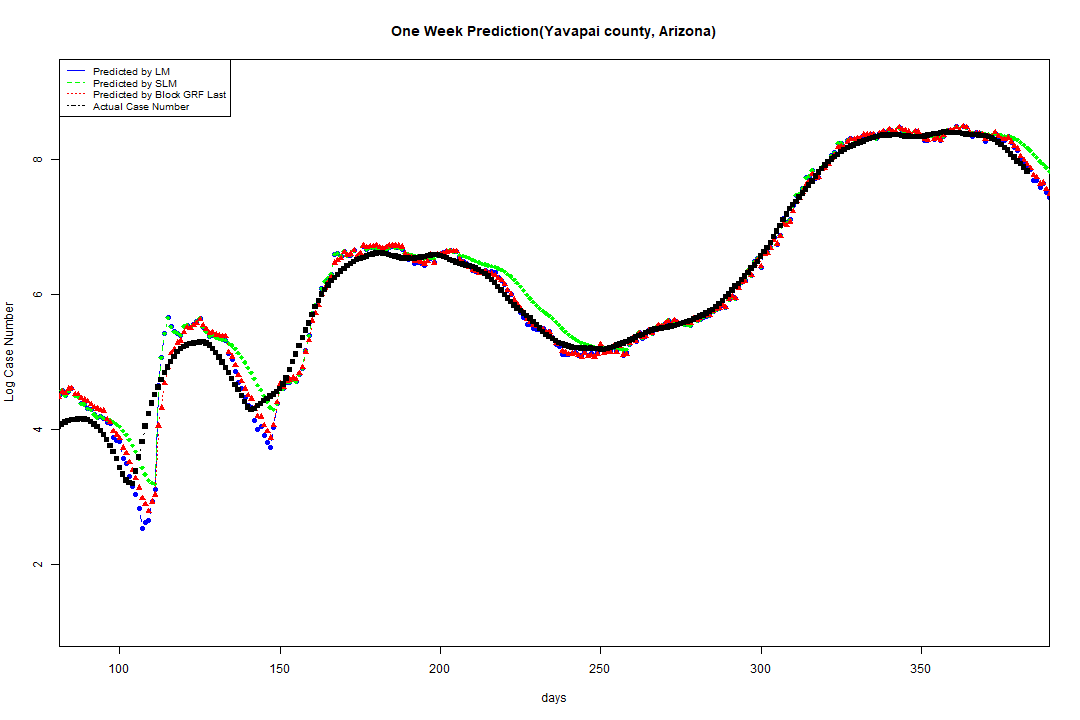 One Week Prediction(Yavapai county, Arizona)
Predicted by LM
Predicted by SLM
Predicted by Block GRF Last
Actual Case Number
8
6
4
2
Log Case Number
100 150 200 250 300 350
days